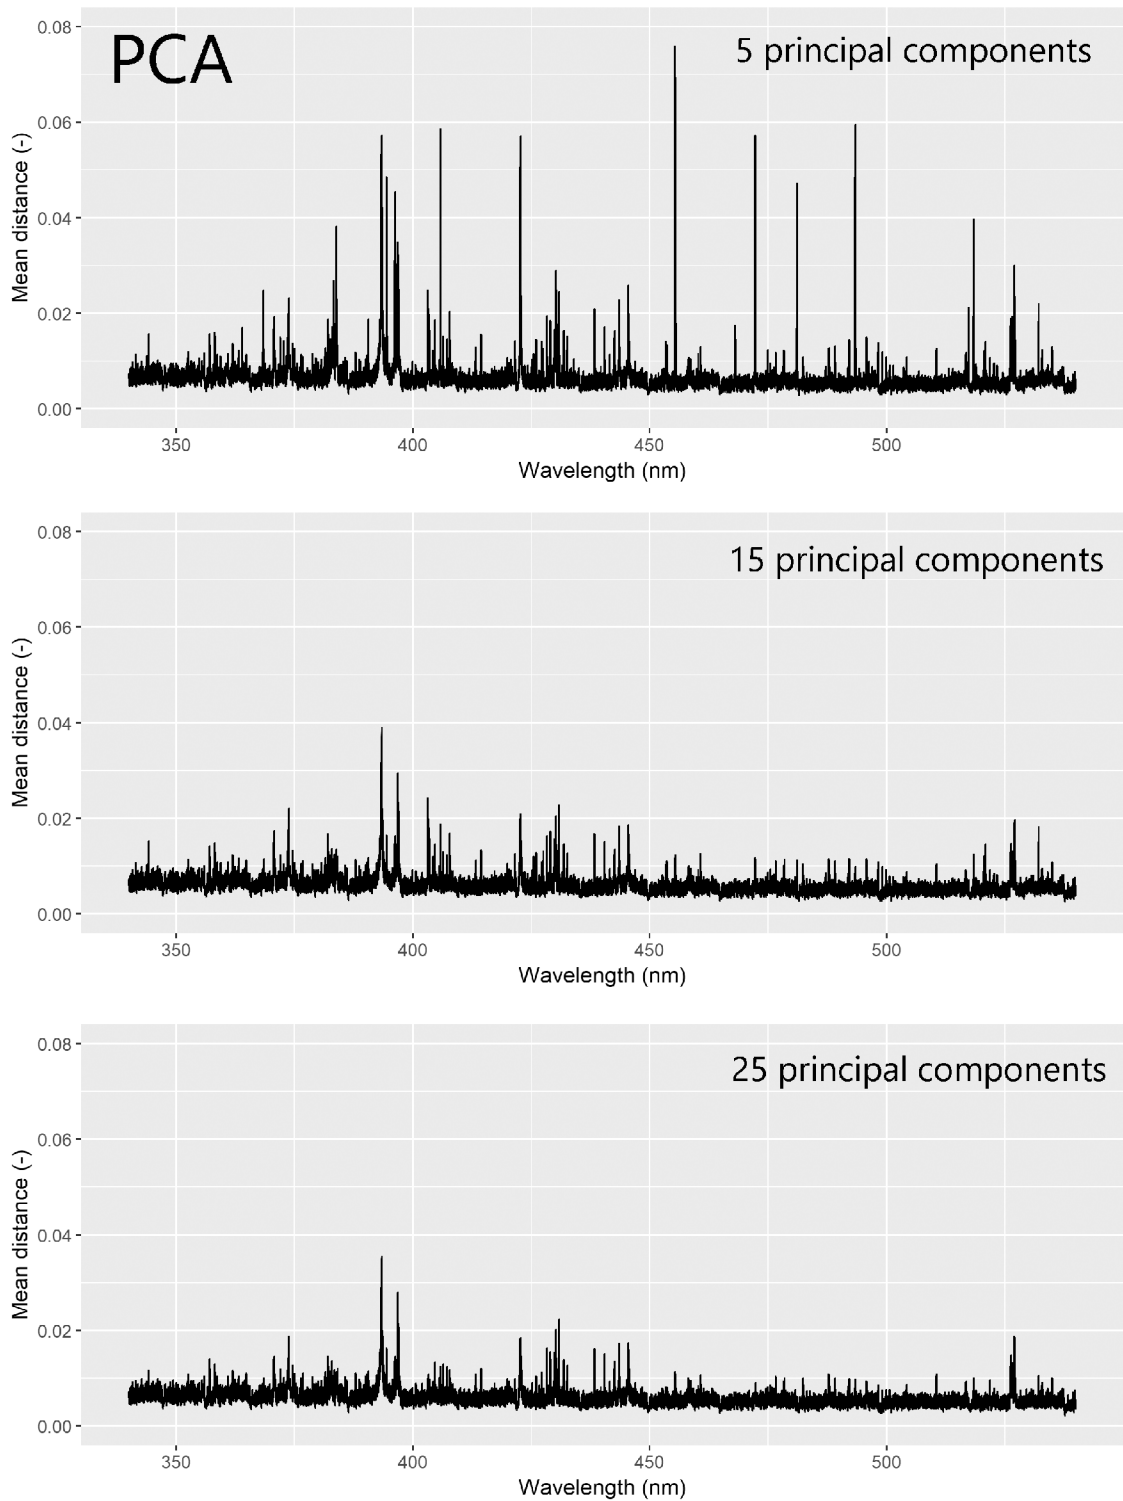 PCA
5 principal components
Mean distance (-)
0.08
0.06
0.04
0.02
0.00
350 400 450 500
Wavelength (nm)
15 principal components
Mean distance (-)
0.08
0.06
0.04
0.02
0.00
350 400 450 500
Wavelength (nm)
25 principal components
Mean distance (-)
0.08
0.06
0.04
0.02
0.00
350 400 450 500
Wavelength (nm)